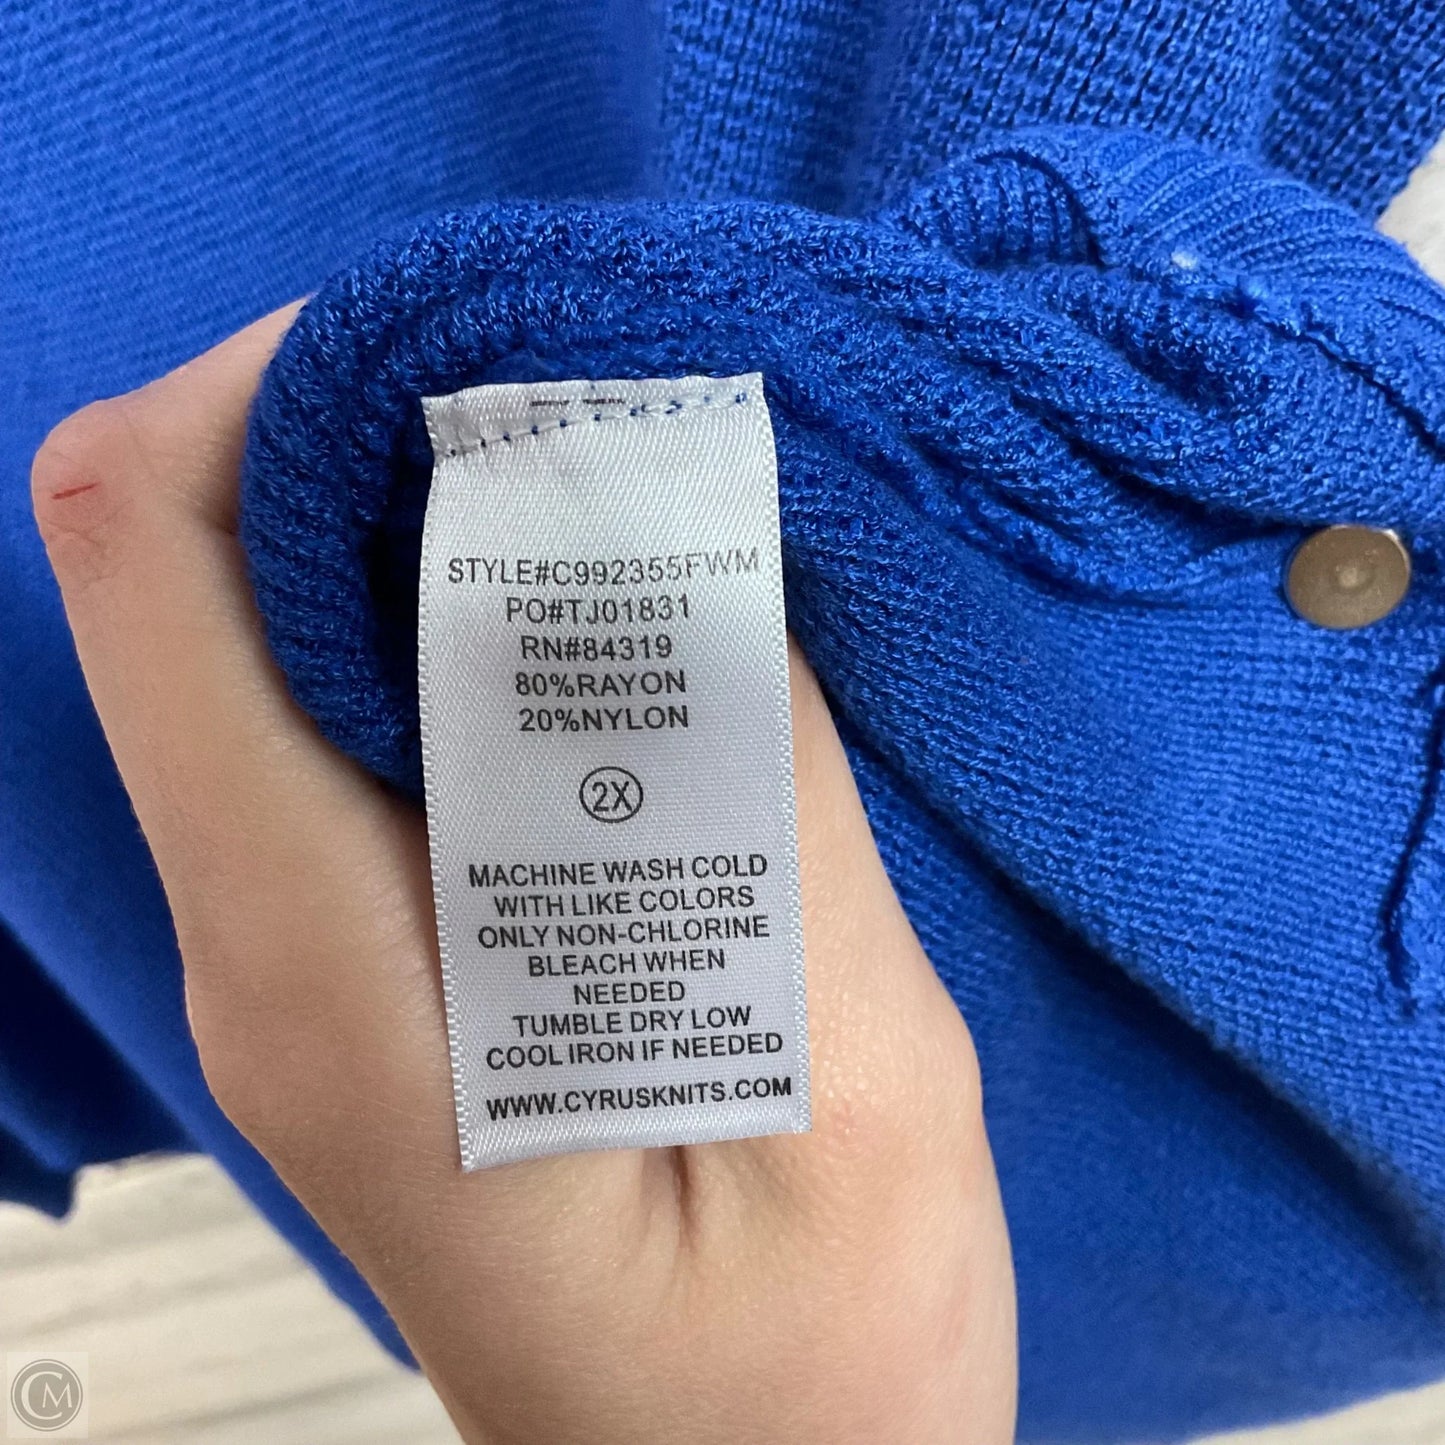 STYLE#C992355FWM
PO#TJ01831
RN#84319
80%RAYON
20%NYLON
2X
MACHINE WASH COLD
WITH LIKE COLORS
ONLY NON-CHLORINE
BLEACH WHEN
NEEDED
TUMBLE DRY LOW
COOL IRON IF NEEDED
WWW.CYRUSKNITS.COM
CM